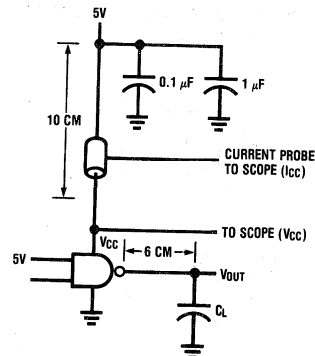 5V
0.1 µF
1 µF
10 CM
CURRENT PROBE
TO SCOPE (ICC)
TO SCOPE (VCC)
VCC
6 CM
5V
VOUT
CL